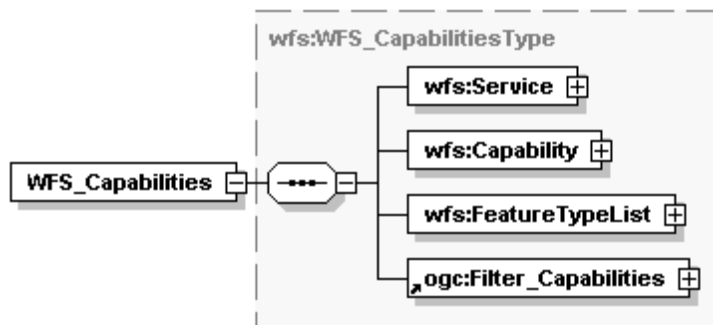 wfs:WFS_CapabilitiesType
wfs:Service
wfs:Capability
WFS_Capabilities
wfs:FeatureTypeList
ogc:Filter_Capabilities